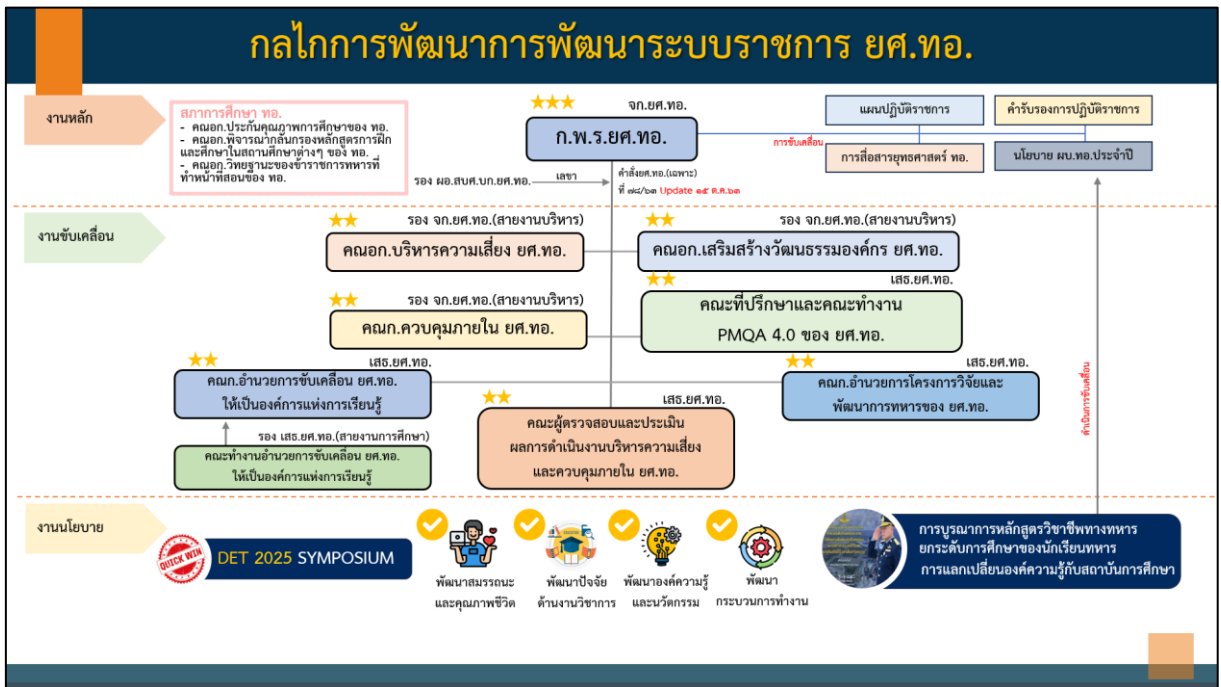 กลไกการพัฒนาการพัฒนาระบบราชการ ยศ.ทอ.
งานหลัก
สภาการศึกษา ทอ.
- คณอก.ประกันคุณภาพการศึกษาของ ทอ.
- คณอก.พิจารณากลั่นกรองหลักสูตรการฝึก
และศึกษาในสถานศึกษาต่างๆ ของ ทอ.
- คณอก.วิทยฐานะของข้าราชการทหารที่
ทำหน้าที่สอนของ ทอ.
จก.ยศ.ทอ.
ก.พ.ร.ยศ.ทอ.
รอง ผอ.สบศ.บก.ยศ.ทอ.
เลขา
คำสั่งยศ.ทอ.(เฉพาะ)
ที่ ๗๘/๖๓ Update ๑๕ ต.ค.๖๓
การขับเคลื่อน
แผนปฏิบัติราชการ
คำรับรองการปฏิบัติราชการ
การสื่อสารยุทธศาสตร์ ทอ.
นโยบาย ผบ.ทอ.ประจำปี
งานขับเคลื่อน
รอง จก.ยศ.ทอ.(สายงานบริหาร)
คณอก.บริหารความเสี่ยง ยศ.ทอ.
รอง จก.ยศ.ทอ.(สายงานบริหาร)
คณอก.เสริมสร้างวัฒนธรรมองค์กร ยศ.ทอ.
รอง จก.ยศ.ทอ.(สายงานบริหาร)
คณก.ควบคุมภายใน ยศ.ทอ.
เสธ.ยศ.ทอ.
คณะที่ปรึกษาและคณะทำงาน
PMQA 4.0 ของ ยศ.ทอ.
เสธ.ยศ.ทอ.
คณก.อำนวยการขับเคลื่อน ยศ.ทอ.
ให้เป็นองค์การแห่งการเรียนรู้
เสธ.ยศ.ทอ.
คณก.อำนวยการโครงการวิจัยและ
พัฒนาการทหารของ ยศ.ทอ.
เสธ.ยศ.ทอ.
คณะผู้ตรวจสอบและประเมิน
ผลการดำเนินงานบริหารความเสี่ยง
และควบคุมภายใน ยศ.ทอ.
รอง เสธ.ยศ.ทอ.(สายงานการศึกษา)
คณะทำงานอำนวยการขับเคลื่อน ยศ.ทอ.
ให้เป็นองค์การแห่งการเรียนรู้
ดำเนินการขับเคลื่อน
งานนโยบาย
QUICK WIN
DET 2025 SYMPOSIUM
พัฒนาสมรรถนะ
และคุณภาพชีวิต
พัฒนาปัจจัย
ด้านงานวิชาการ
พัฒนาองค์ความรู้
และนวัตกรรม
พัฒนา
กระบวนการทำงาน
การบูรณาการหลักสูตรวิชาชีพทางทหาร
ยกระดับการศึกษาของนักเรียนทหาร
การแลกเปลี่ยนองค์ความรู้กับสถาบันการศึกษา